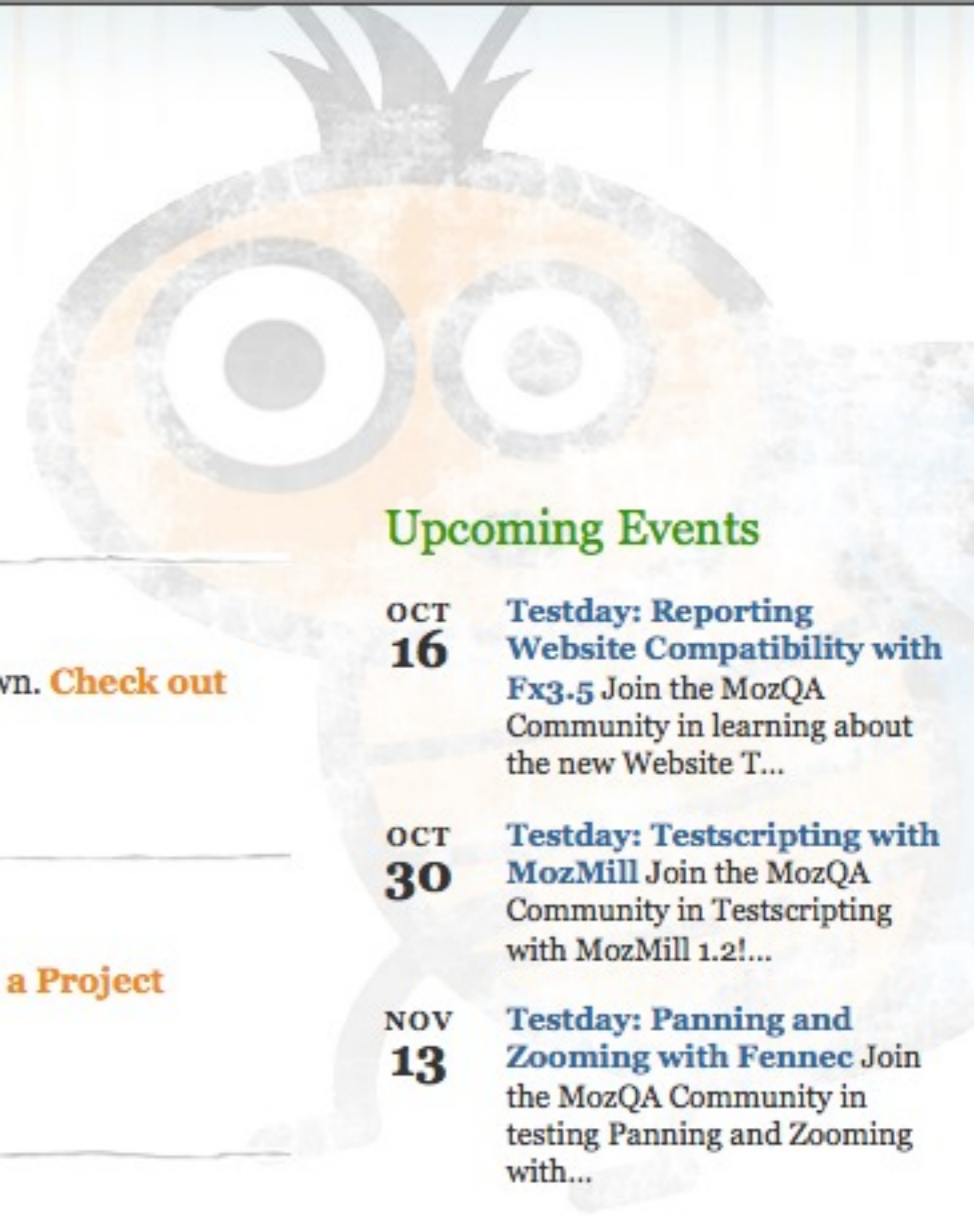 Upcoming Events
OCT
16
Testday: Reporting
Website Compatibility with
Fx3.5 Join the MozQA
Community in learning about
the new Website T...
OCT
30
Testday: Testscripting with
MozMill Join the MozQA
Community in Testscripting
with MozMill 1.2!...
NOV
13
Testday: Panning and
Zooming with Fennec Join
the MozQA Community in
testing Panning and Zooming
with...
wn. Check out
a Project